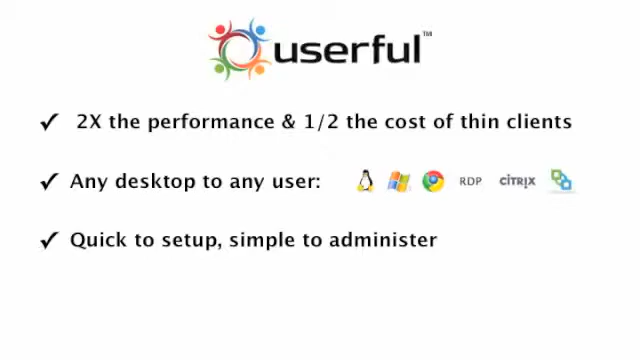 userful™
✓ 2X the performance & 1/2 the cost of thin clients
✓ Any desktop to any user: RDP CITRIX
✓ Quick to setup, simple to administer